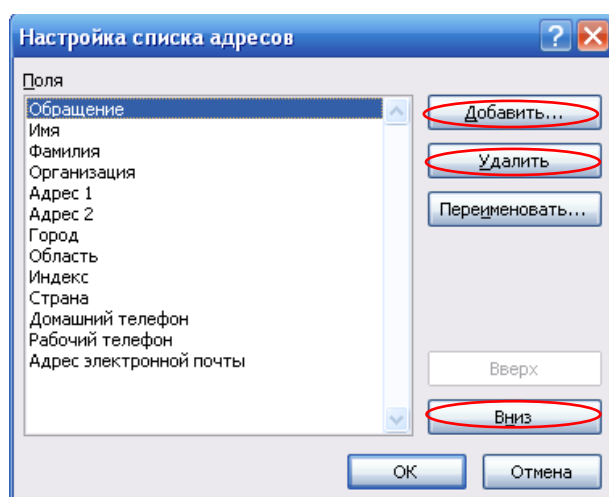 Настройка списка адресов
Поля
Обращение
Имя
Фамилия
Организация
Адрес 1
Адрес 2
Город
Область
Индекс
Страна
Домашний телефон
Рабочий телефон
Адрес электронной почты
Добавить...
Удалить
Переименовать...
Вверх
Вниз
ОК
Отмена